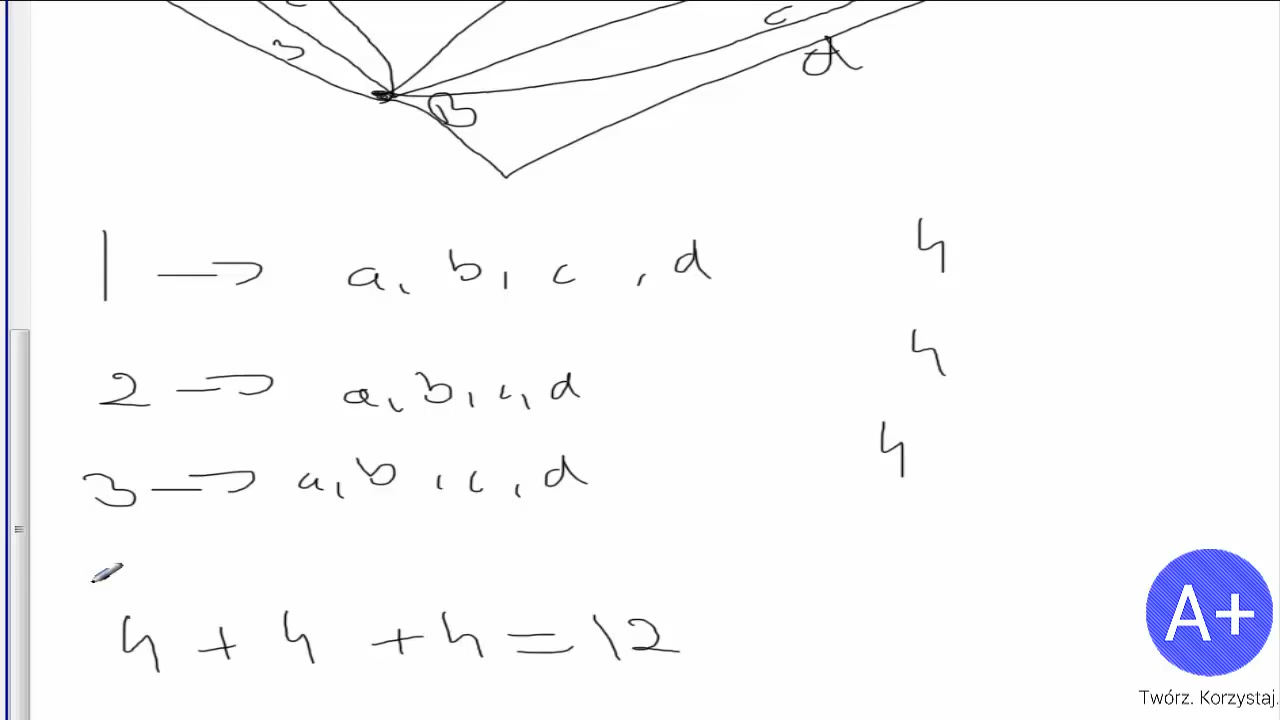 3
c
d
B
1 → a, b, c, d 4
2 → a, b, c, d 4
3 → a, b, c, d 4
4 + 4 + 4 = 12
A+
Twórz. Korzystaj.